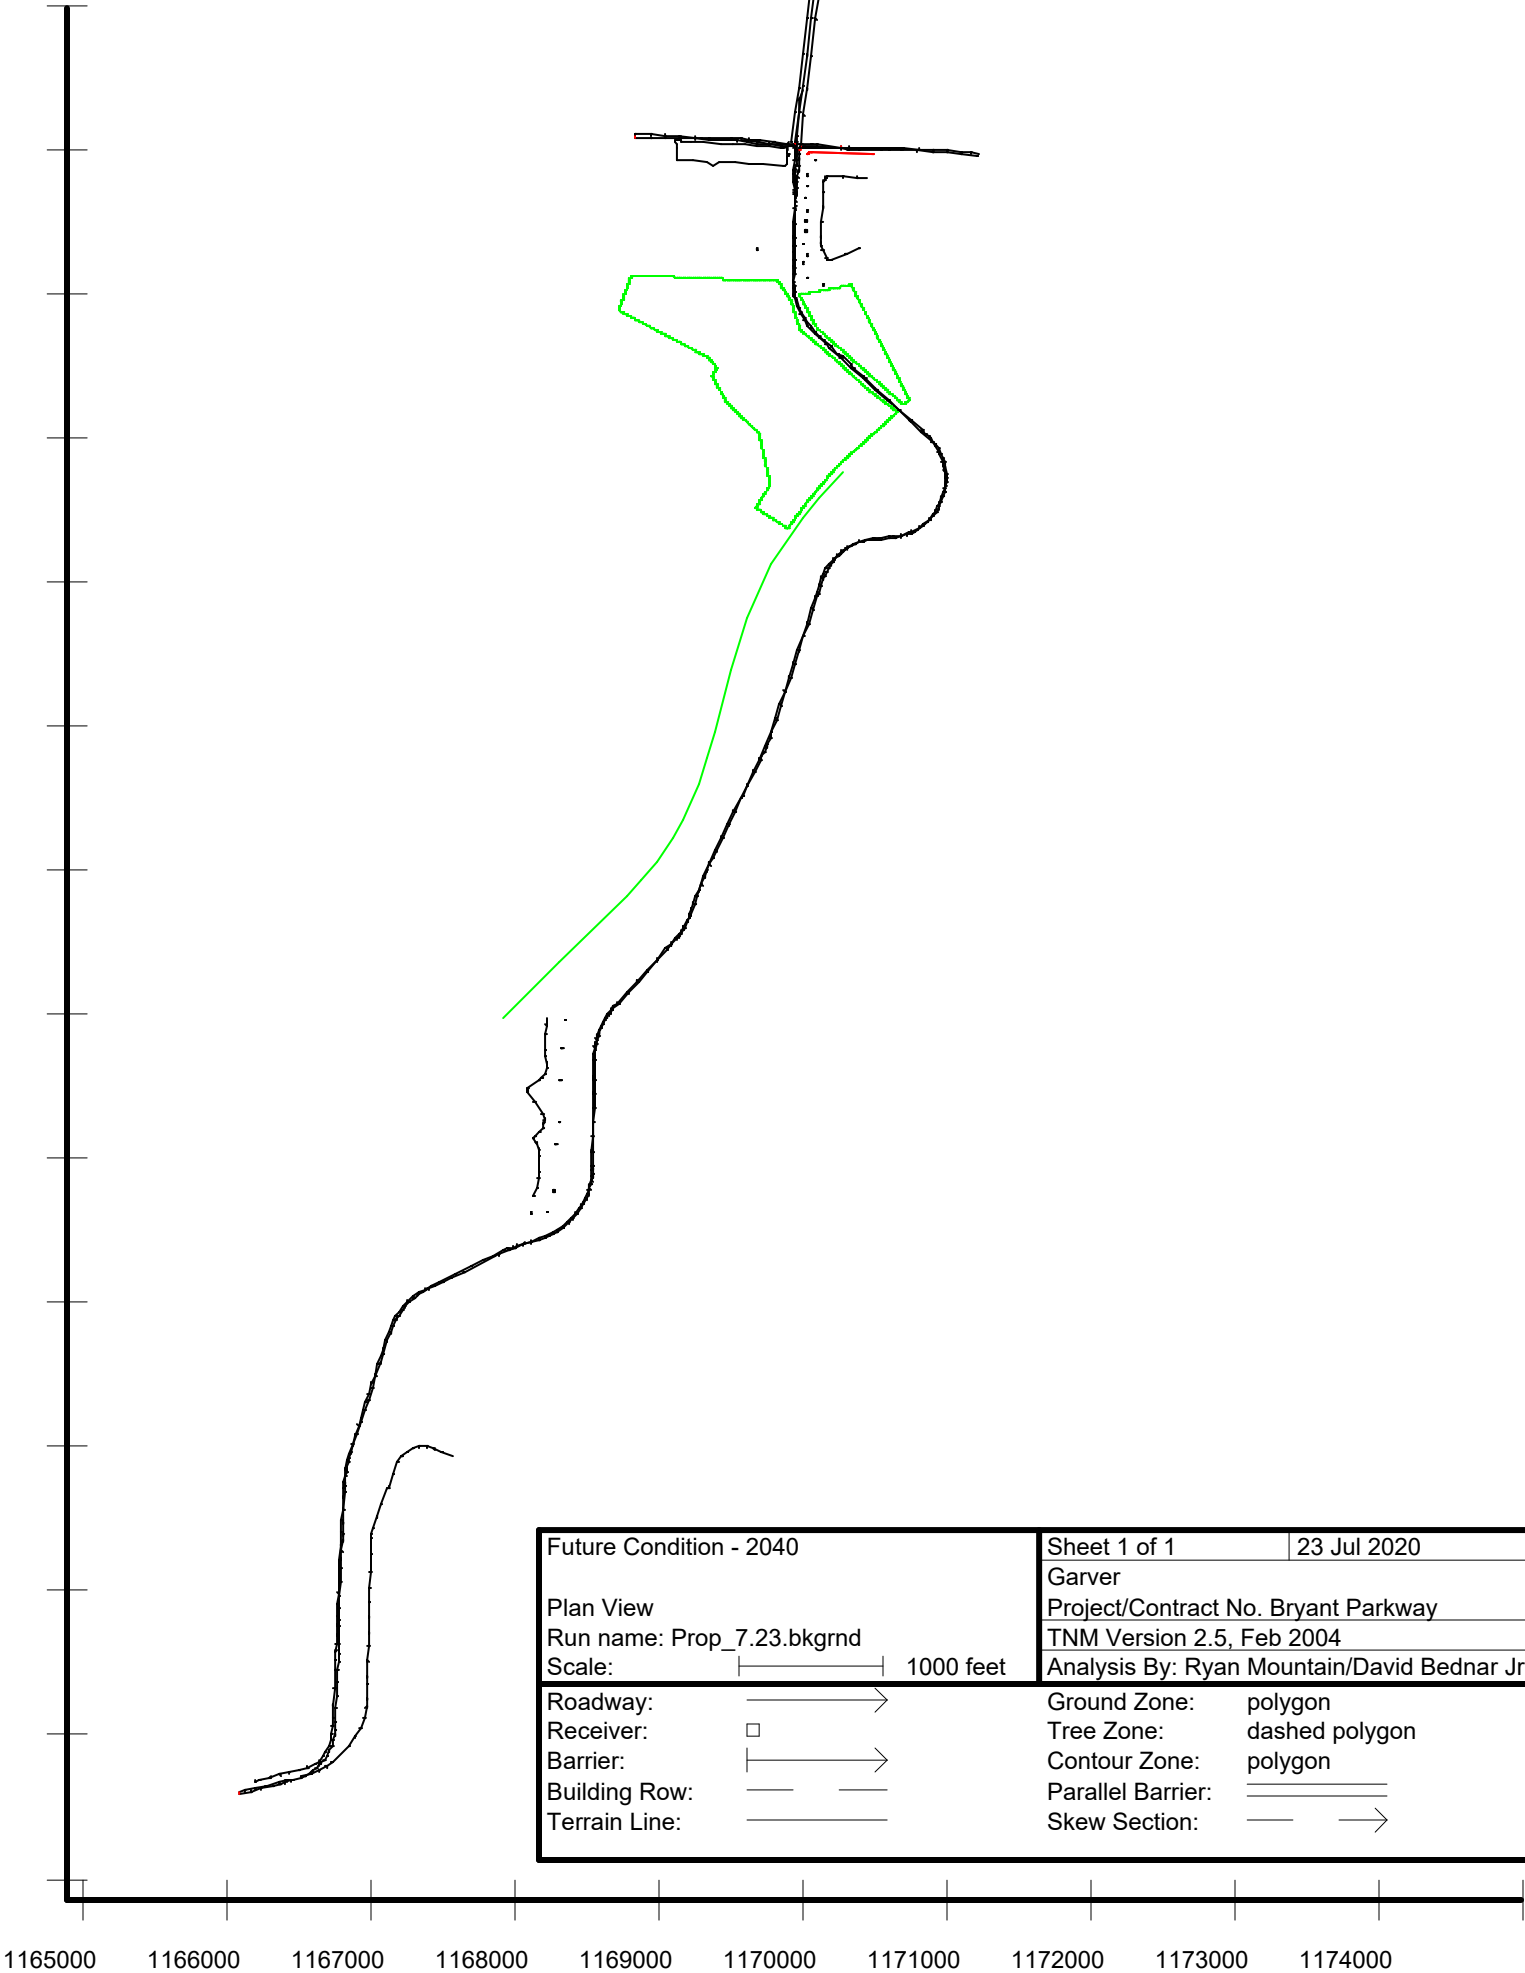 Future Condition - 2040
Sheet 1 of 1
23 Jul 2020
Garver
Plan View
Project/Contract No. Bryant Parkway
Run name: Prop_7.23.bkgrnd
TNM Version 2.5, Feb 2004
Scale:
1000 feet
Analysis By: Ryan Mountain/David Bednar Jr
Roadway:
Ground Zone:
polygon
Receiver:
Tree Zone:
dashed polygon
Barrier:
Contour Zone:
polygon
Building Row:
Parallel Barrier:
Terrain Line:
Skew Section:
1165000 1166000 1167000 1168000 1169000 1170000 1171000 1172000 1173000 1174000